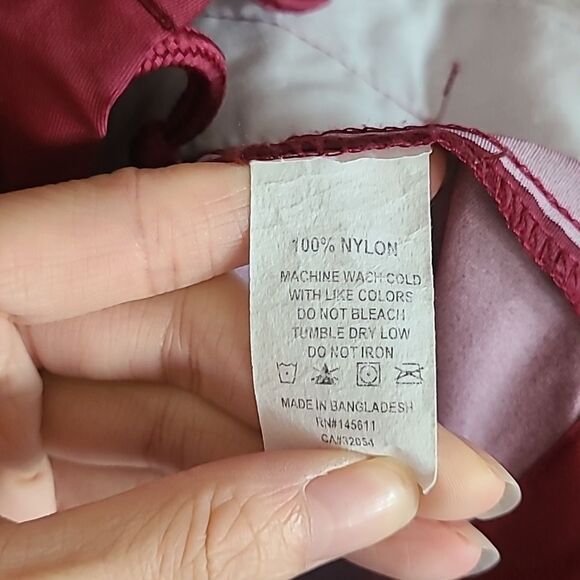 100% NYLON
MACHINE WASH COLD
WITH LIKE COLORS
DO NOT BLEACH
TUMBLE DRY LOW
DO NOT IRON
MADE IN BANGLADESH
RN#145611
CA#32054